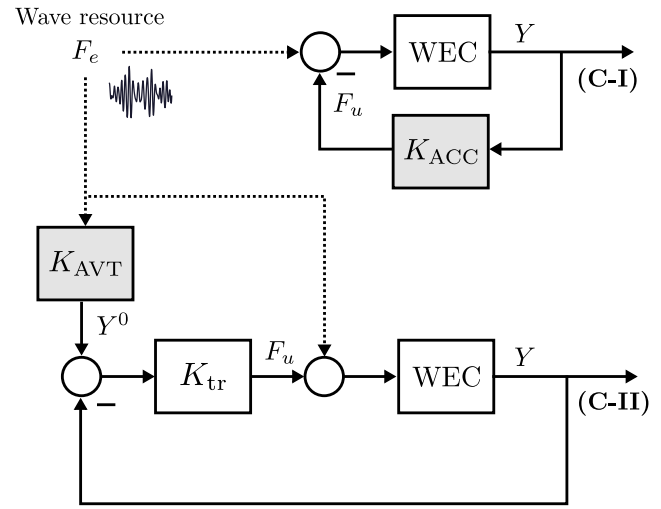 Wave resource
F_e
WEC
Y
(C-I)
−
F_u
K_ACC
K_AVT
Y^0
F_u
Y
K_tr
WEC
(C-II)
−